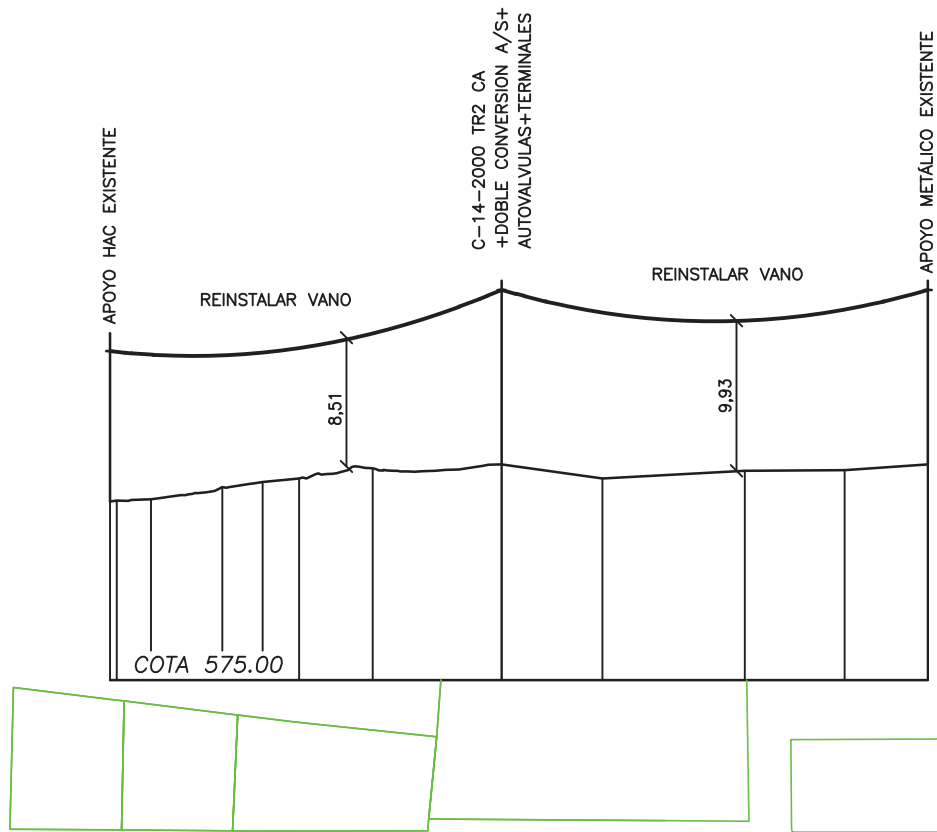 APOYO HAC EXISTENTE
REINSTALAR VANO
C-14-2000 TR2 CA
+DOBLE CONVERSION A/S+
AUTOVALVULAS+TERMINALES
REINSTALAR VANO
APOYO METÁLICO EXISTENTE
8,51
9,93
COTA 575.00